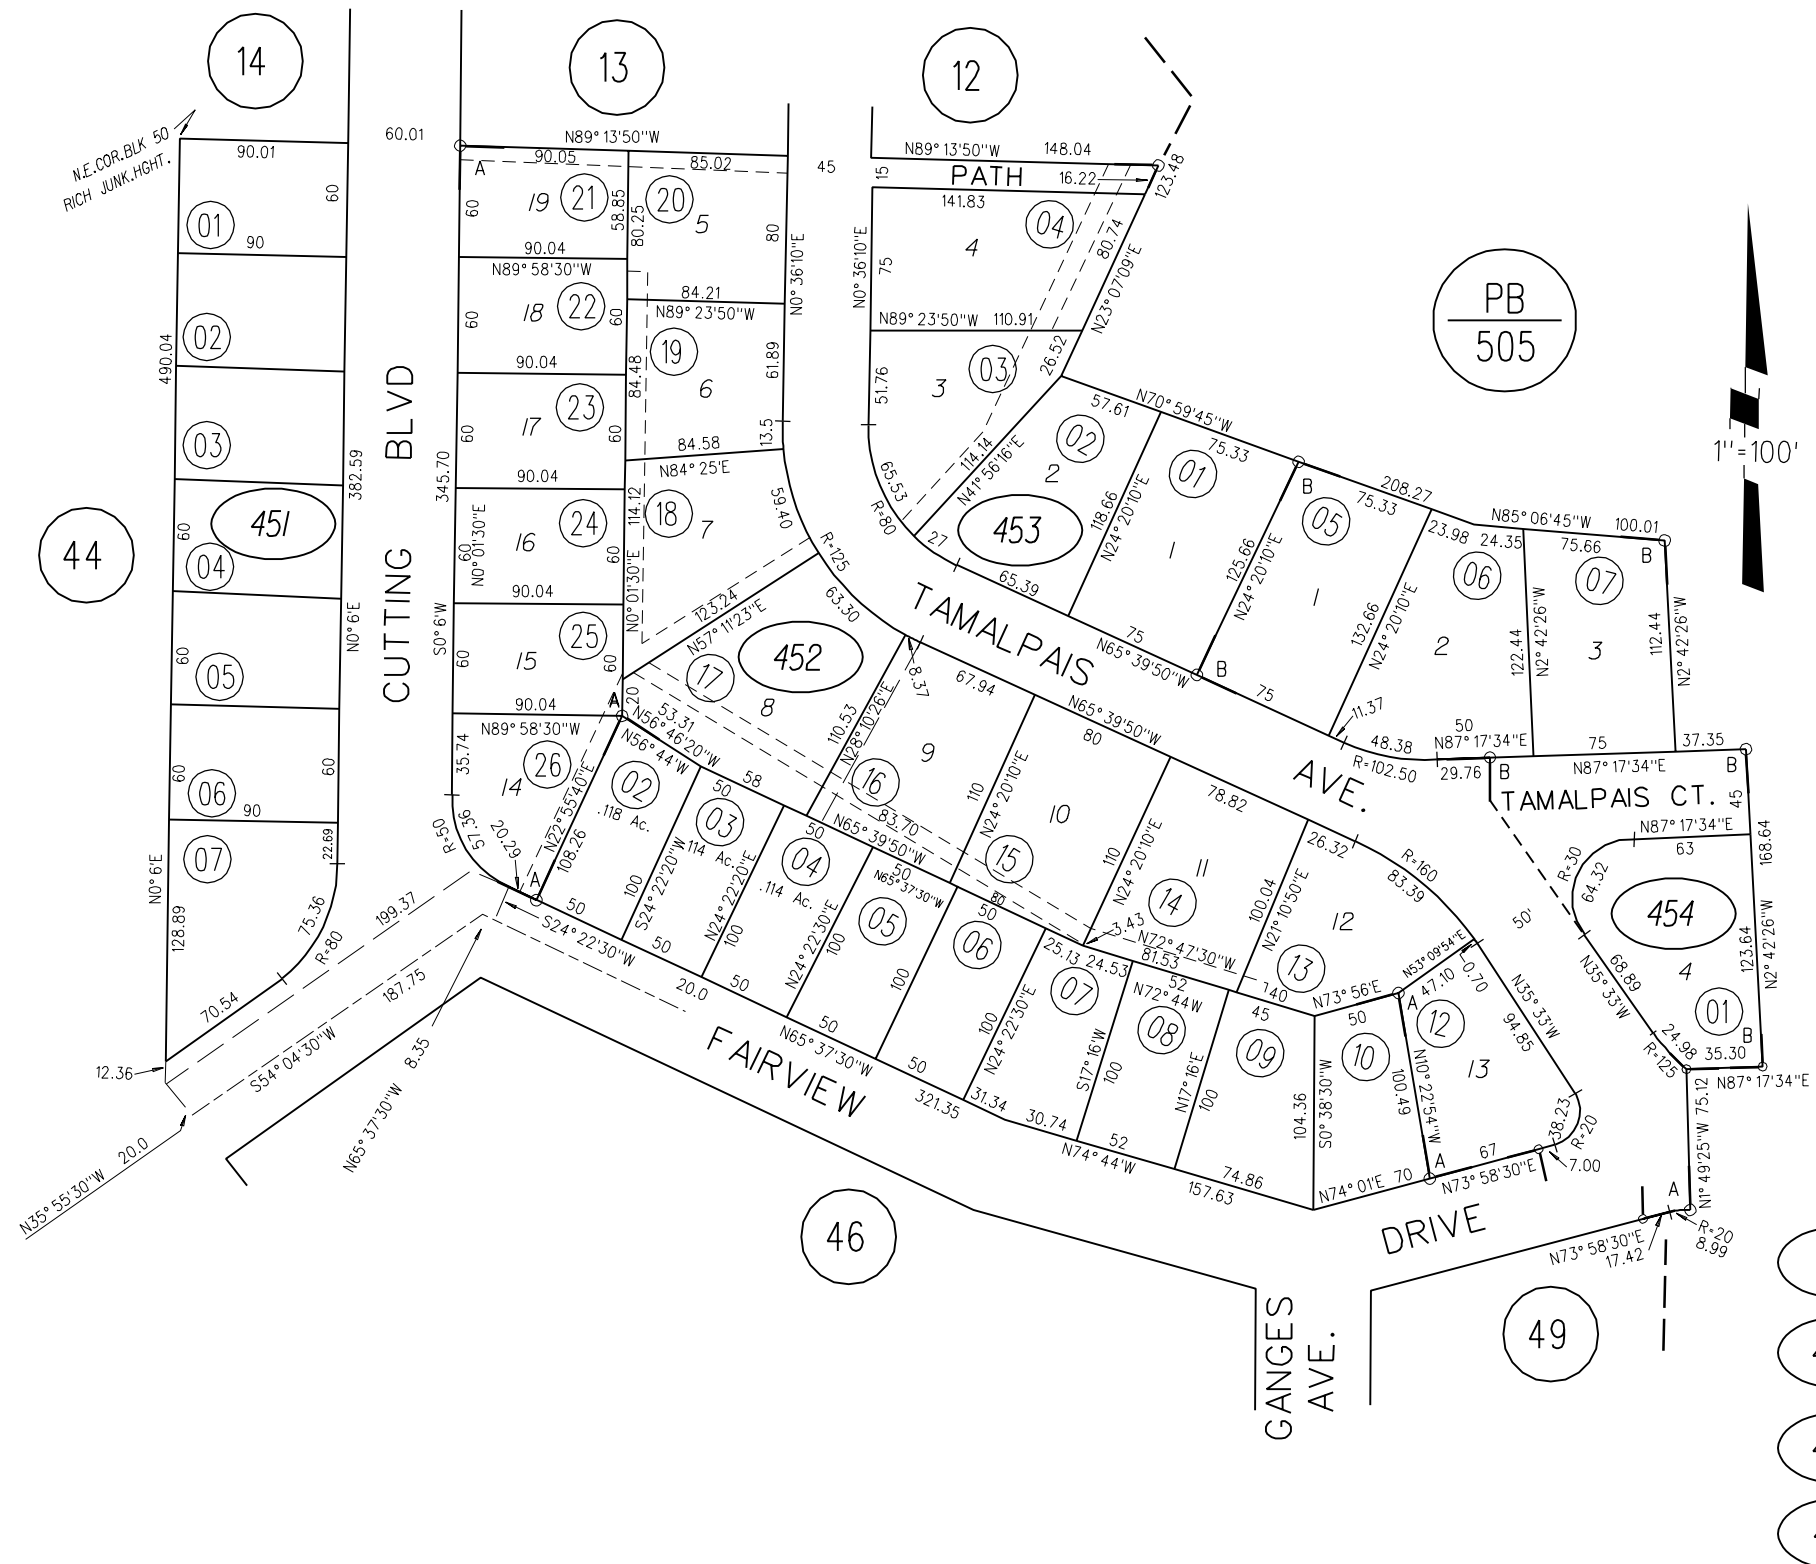 14
13
12
60.01
N.E.COR.BLK 50
RICH JUNK.HGHT.
90.01
N89° 13'50"W
90.05
85.02
45
15
N89° 13'50"W
148.04
PATH
16.22
123.48
141.83
A
60
60
19
21
58.85
80.25
20
5
80
N0° 36'10"E
N0° 36'10"E
75
4
04
80.74
N23° 07'09"E
01
90
90.04
N89° 58'30"W
18
22
60
60
84.21
N89° 23'50"W
N89° 23'50"W
110.91
PB
505
02
490.04
90.04
19
84.48
6
61.89
51.76
3
03
26.52
CUTTING BLVD
17
23
60
60
13.5
84.58
N84° 25'E
57.61
N70° 59'45"W
75.33
02
2
01
1
114.14
N41° 56'16"E
1"=100'
03
382.59
345.70
90.04
451
60
04
44
N0° 01'30"E
60
16
24
60
114.12
18
7
59.40
R=125
65.53
R=80
27
453
118.66
N24° 20'10"E
B
208.27
75.33
05
125.66
N24° 20'10"E
1
23.98
24.35
N85° 06'45"W
100.01
75.66
B
06
07
90.04
N0° 01'30"E
123.24
N57° 11'23"E
63.30
TAMALPAIS
65.39
75
N65° 39'50"W
B
75
132.66
N24° 20'10"E
2
122.44
N2° 42'26"W
3
112.44
N2° 42'26"W
N0° 6'E
S0° 6'W
60
05
60
15
25
60
452
17
8
8.37
67.94
N65° 39'50"W
80
11.37
48.38
R=102.50
50
N87° 17'34"E
29.76
B
75
N87° 17'34"E
37.35
B
90.04
N89° 58'30"W
A
20
53.31
N56° 46'20"W
N56° 44'W
110.53
N28° 10'26"E
9
16
AVE.
TAMALPAIS CT.
45
60
06
60
90
35.74
14
26
N22° 55'40"E
108.26
02
.118 Ac.
58
50
03
.114 Ac.
50
N65° 39'50"W
83.70
110
N24° 20'10"E
10
78.82
N87° 17'34"E
63
168.64
07
22.69
R=50
57.36
20.29
A
100
S24° 22'20"W
N24° 22'20"E
100
04
.114 Ac.
50
N65° 37'30"W
15
80
110
N24° 20'10"E
11
26.32
R=160
83.39
R=30
64.32
N0° 6'E
128.89
75.36
R=80
199.37
S24° 22'30"W
50
50
N24° 22'30"E
100
05
50
06
14
3.43
100.04
N21° 10'50"E
12
50'
454
4
123.64
N2° 42'26"W
70.54
187.75
S54° 04'30"W
20.0
50
100
25.13
24.53
N72° 47'30"W
81.53
52
N72° 44W
140
13
N73° 56'E
N53° 09'54"E
47.10
0.70
68.89
N35° 33'W
01
12.36
8.35
FAIRVIEW
50
N65° 37'30"W
N24° 22'30"E
100
07
S17° 16'W
100
08
45
09
50
A
12
10
13
N35° 33'W
94.85
24.98
R=125
B
35.30
N87° 17'34"E
N65° 37'30"W
N35° 55'30"W
20.0
50
321.35
31.34
30.74
N17° 16'E
100
104.36
S0° 38'30"W
N10° 22'54"W
100.49
38.23
R=20
75.12
N1° 49'25"W
52
N74° 44'W
74.86
157.63
N74° 01'E
70
A
67
N73° 58'30"E
7.00
A
46
DRIVE
N73° 58'30"E
17.42
R=20
8.99
GANGES
AVE.
49